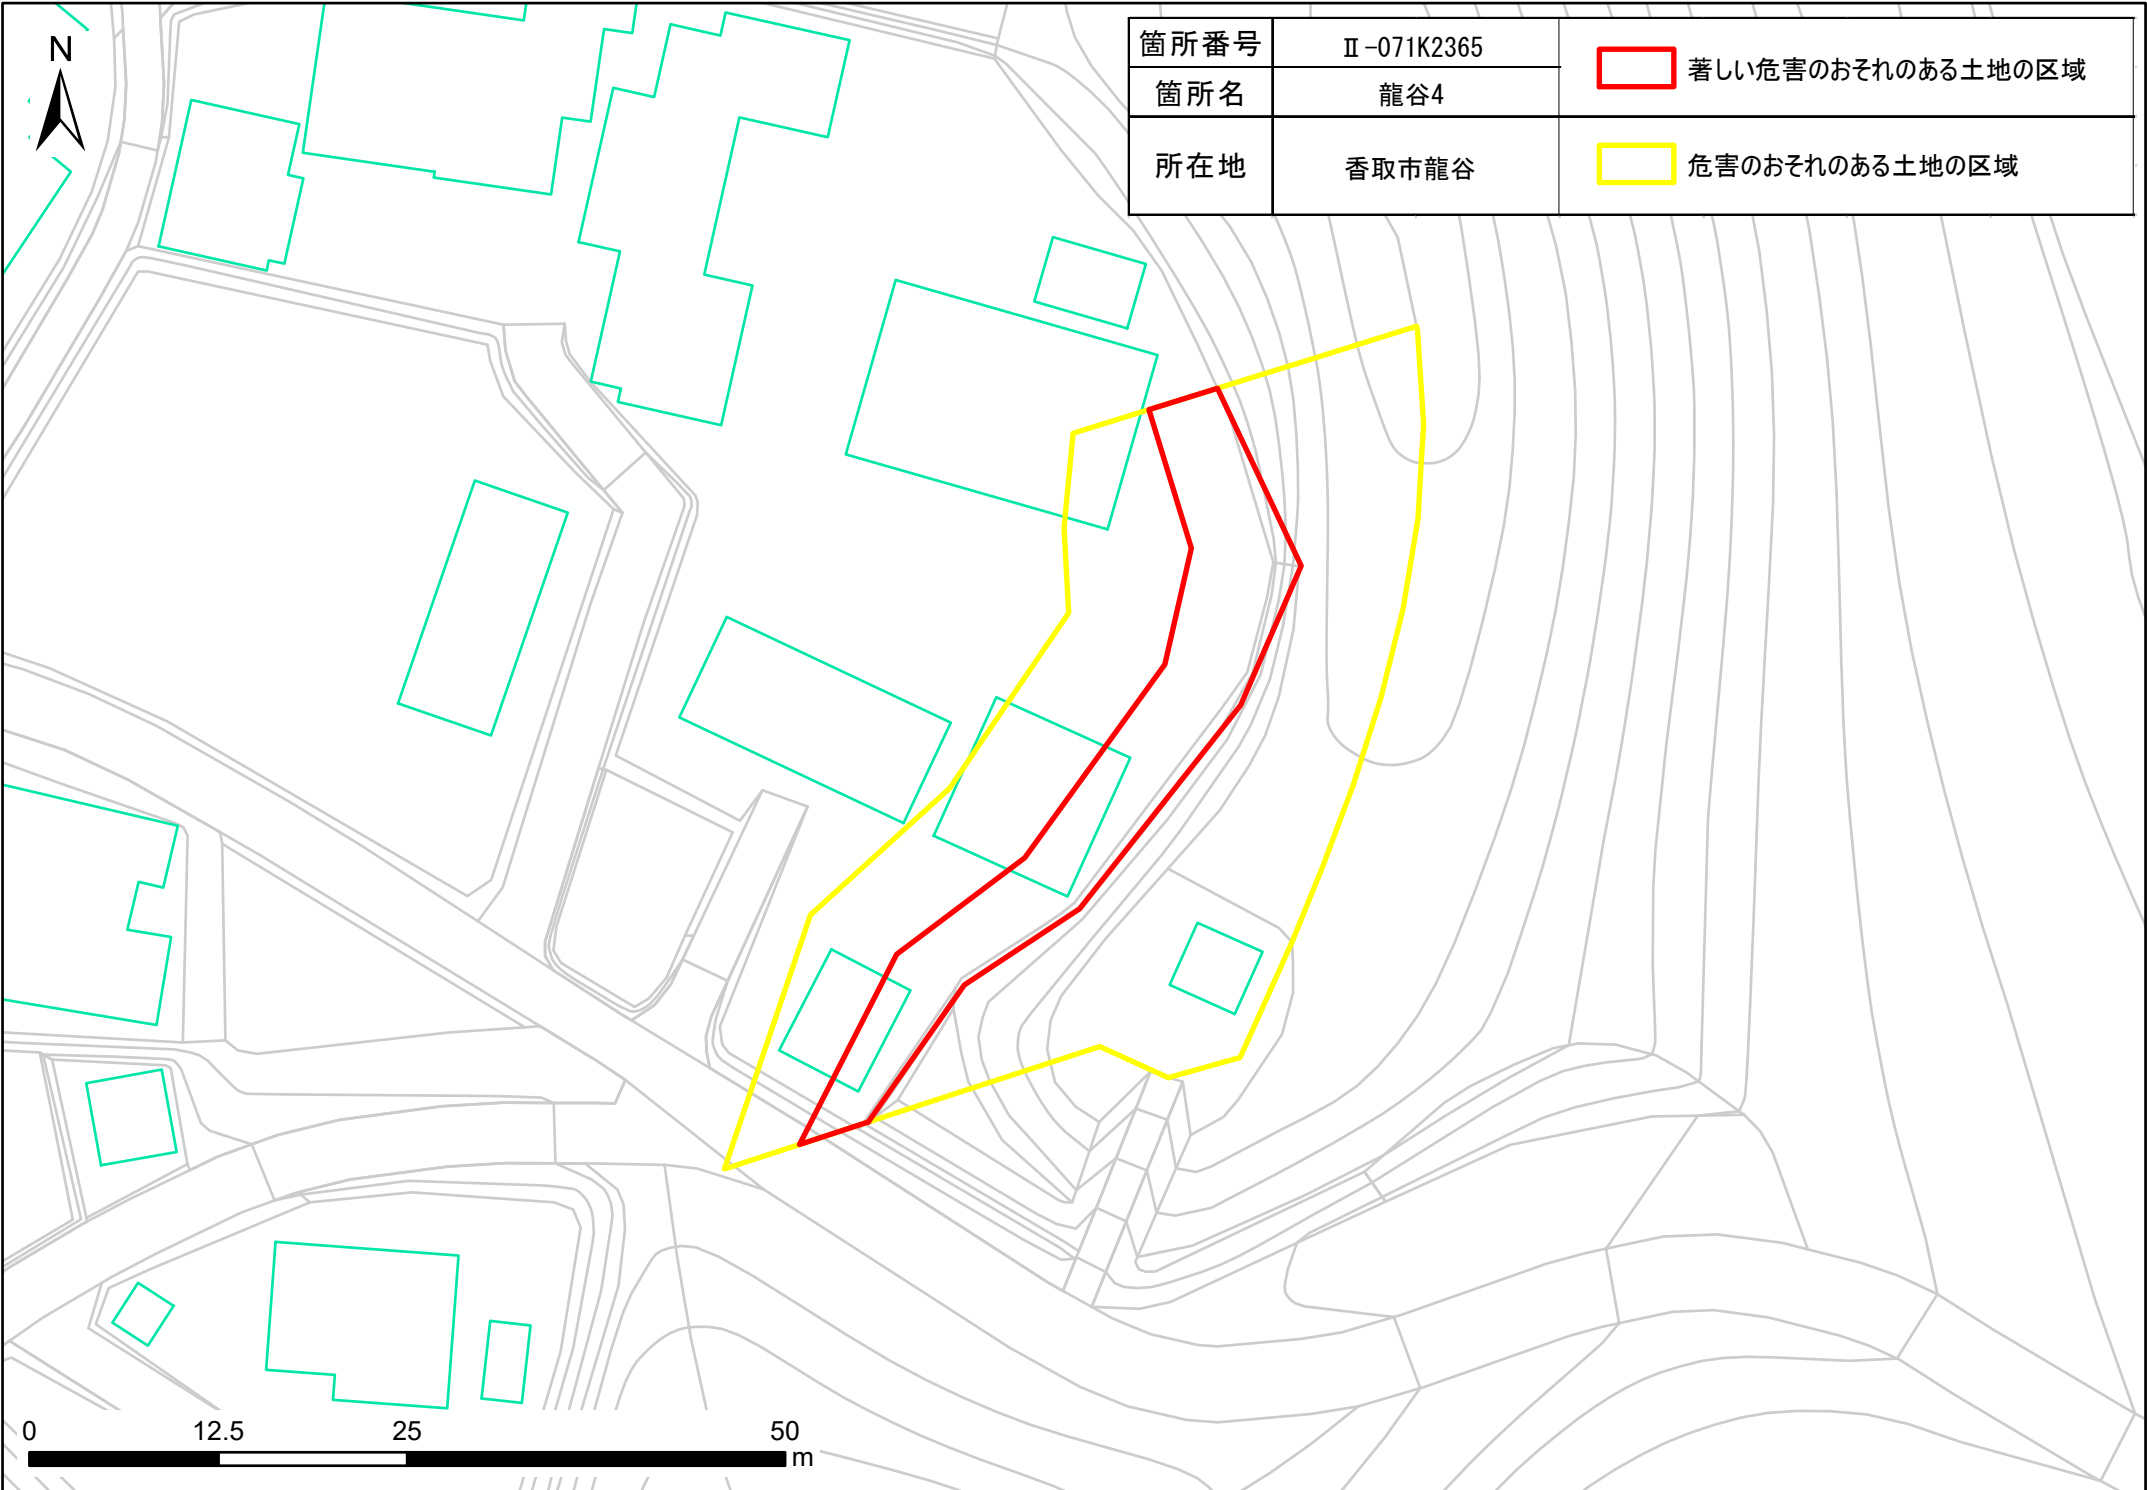 N
箇所番号 Ⅱ-071K2365
著しい危害のおそれのある土地の区域
箇所名 龍谷4
所在地 香取市龍谷
危害のおそれのある土地の区域
0 12.5 25 50
m